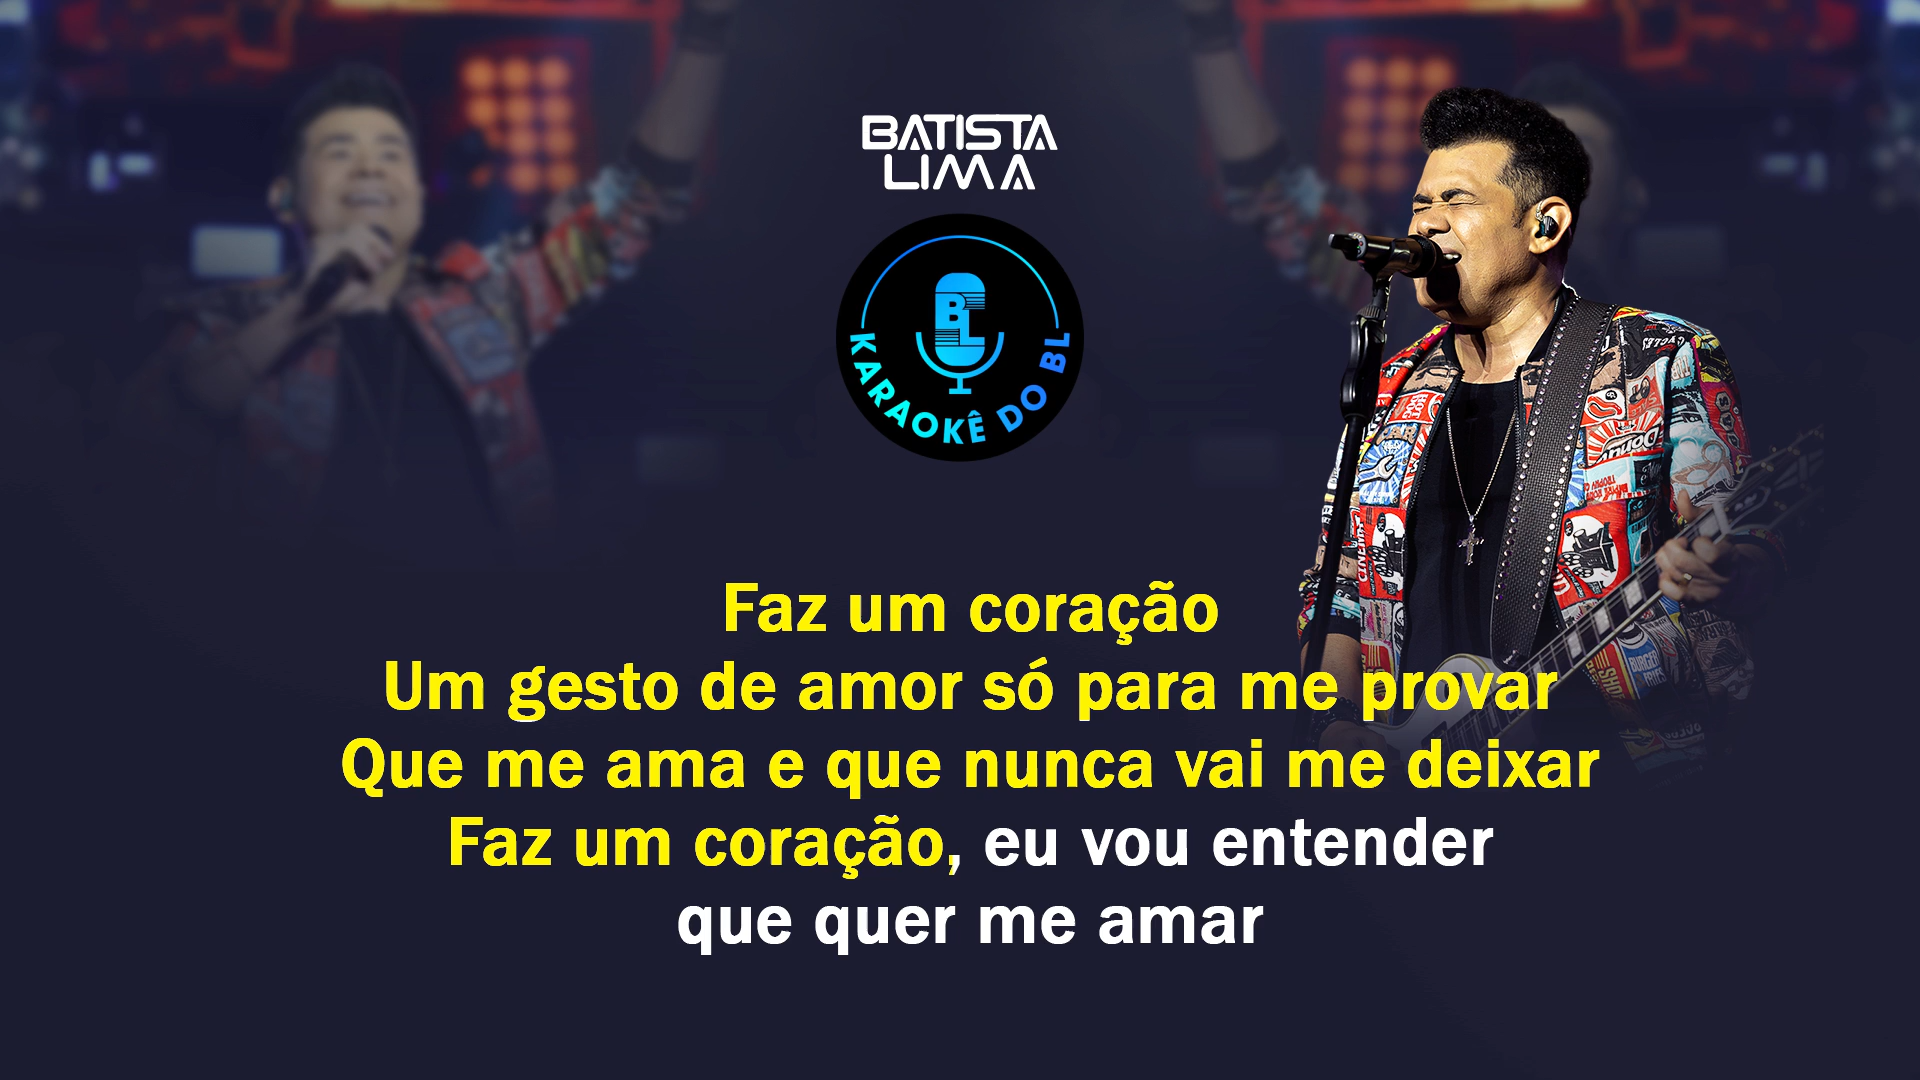 BATISTA
LIMA
BL
KARAOKÊ DO BL
Faz um coração
Um gesto de amor só para me provar
Que me ama e que nunca vai me deixar
Faz um coração, eu vou entender
que quer me amar